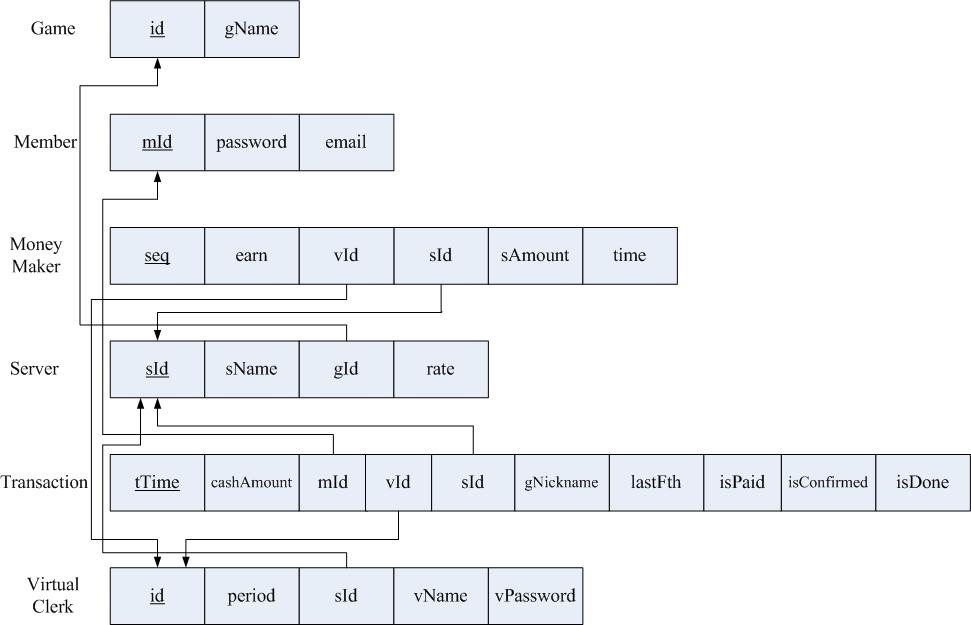 Game id gName
Member mId password email
Money
Maker seq earn vId sId sAmount time
Server sId sName gId rate
Transaction tTime cashAmount mId vId sId gNickname lastFth isPaid isConfirmed isDone
Virtual
Clerk id period sId vName vPassword